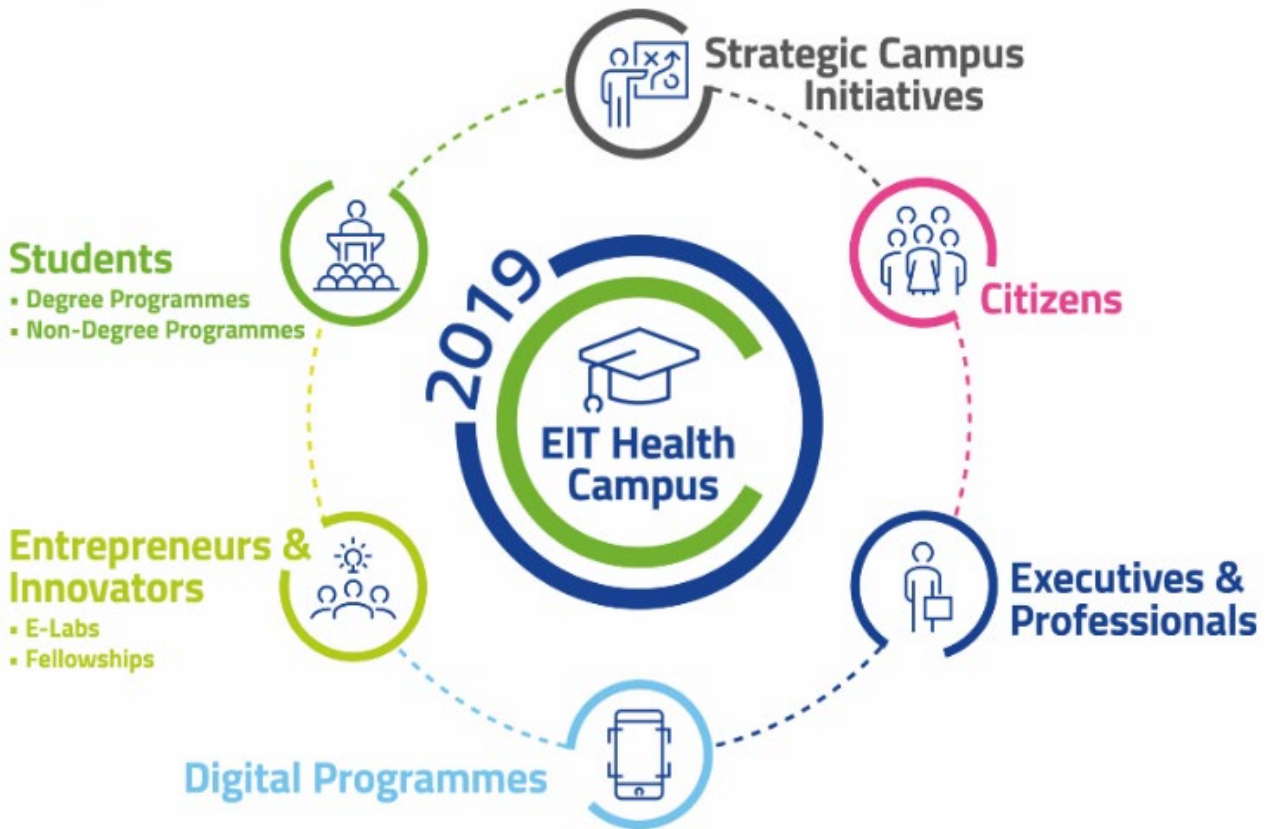 Strategic Campus
Initiatives
Students
▪ Degree Programmes
▪ Non-Degree Programmes
Citizens
2019
EIT Health
Campus
Entrepreneurs &
Innovators
▪ E-Labs
▪ Fellowships
Executives &
Professionals
Digital Programmes